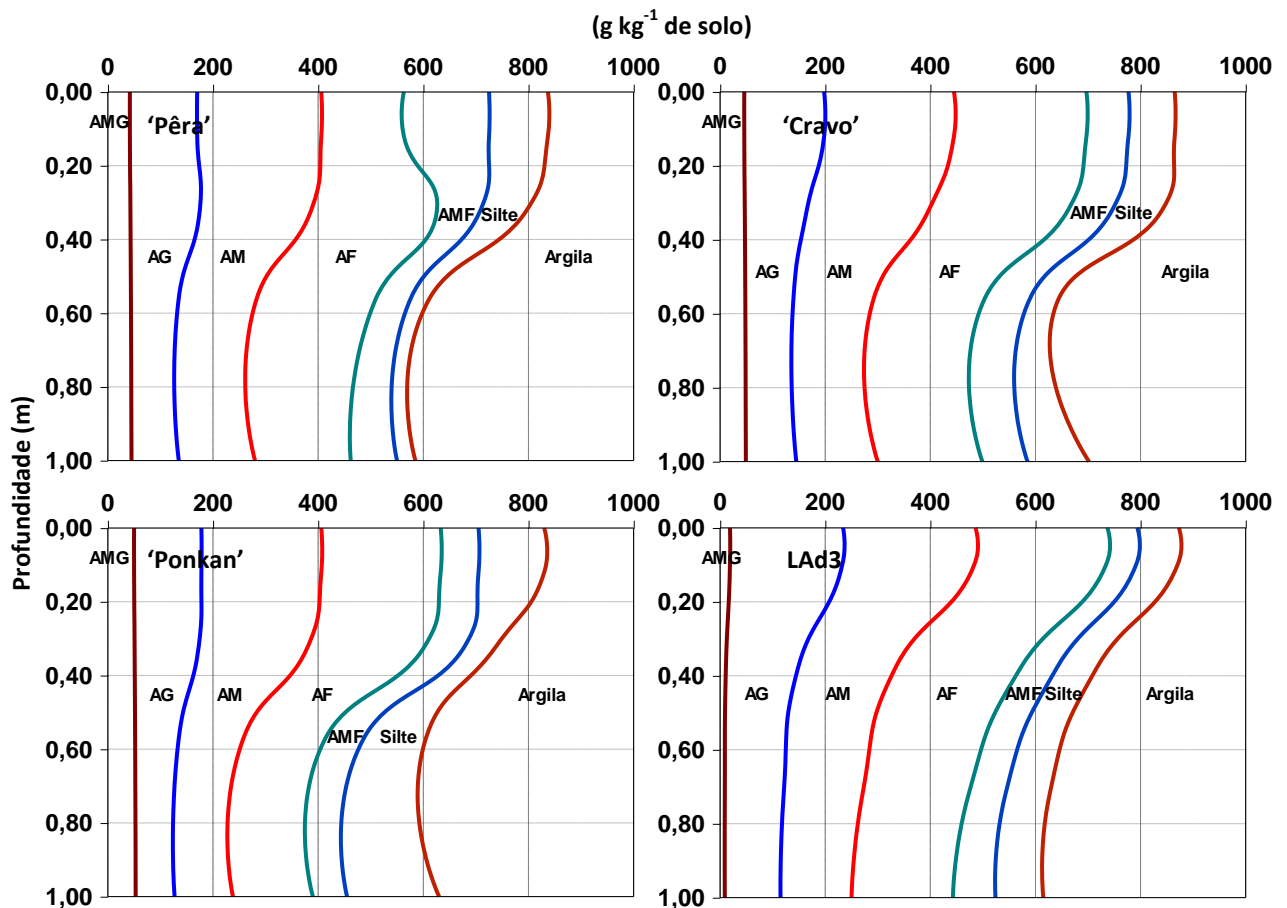 (g kg-1 de solo)
0 200 400 600 800 1000
0,00
0,20
0,40
0,60
0,80
1,00
AMG 'Pêra'
AMF Silte
AG AM AF Argila
0 200 400 600 800 1000
0,00
0,20
0,40
0,60
0,80
1,00
AMG 'Cravo'
AMF Silte
AG AM AF Argila
Profundidade (m)
0 200 400 600 800 1000
0,00
0,20
0,40
0,60
0,80
1,00
AMG 'Ponkan'
AG AM AF Argila
AMF Silte
0 200 400 600 800 1000
0,00
0,20
0,40
0,60
0,80
1,00
AMG LAd3
AG AM AF AMF Silte Argila